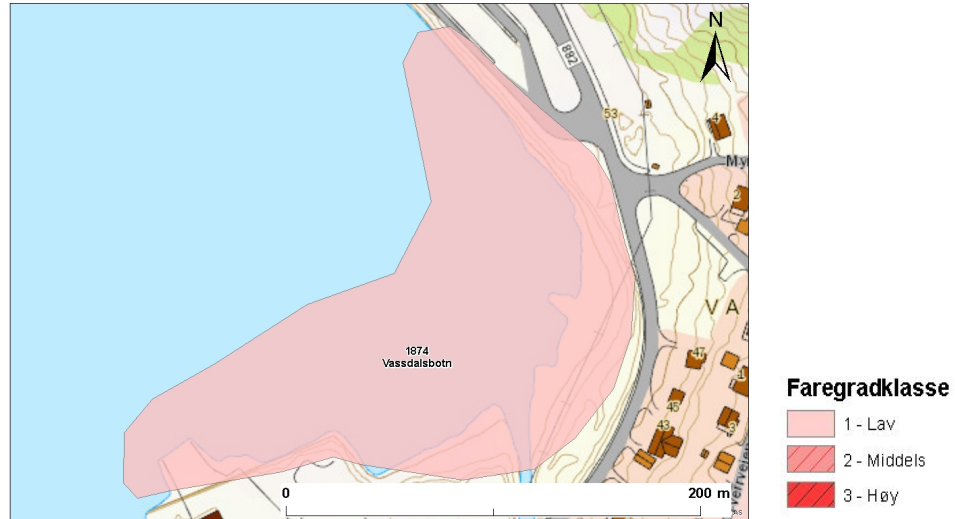 N
882
53
4
My
2
V A
1874
Vassdalsbotn
47
1
45
43
3
0
200 m
Faregradklasse
1 - Lav
2 - Middels
3 - Høy